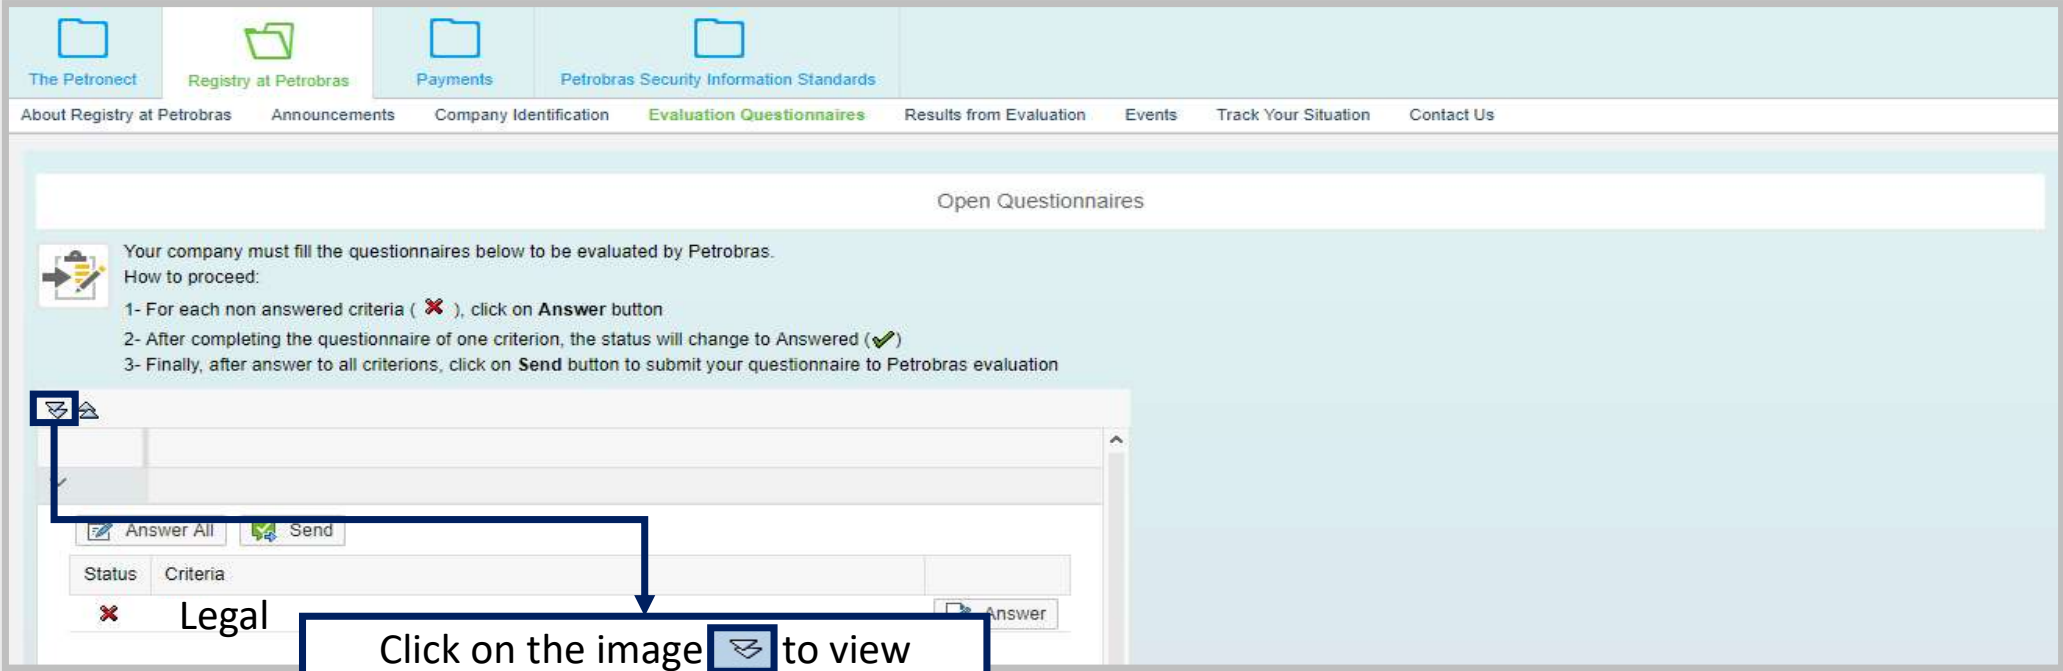 The Petronect Registry at Petrobras Payments Petrobras Security Information Standards
About Registry at Petrobras Announcements Company Identification Evaluation Questionnaires Results from Evaluation Events Track Your Situation Contact Us
Open Questionnaires
Your company must fill the questionnaires below to be evaluated by Petrobras.
How to proceed:
1- For each non answered criteria ( ✖ ), click on Answer button
2- After completing the questionnaire of one criterion, the status will change to Answered (✔)
3- Finally, after answer to all criterions, click on Send button to submit your questionnaire to Petrobras evaluation
Answer All Send
Status Criteria
Legal Answer
Click on the image to view